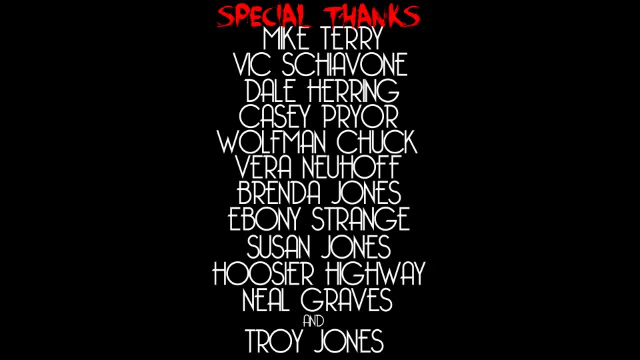 SPECIAL THANKS
MIKE TERRY
VIC SCHIAVONE
DALE HERRING
CASEY PRYOR
WOLFMAN CHUCK
VERA NEUHOFF
BRENDA JONES
EBONY STRANGE
SUSAN JONES
HOOSIER HIGHWAY
NEAL GRAVES
AND
TROY JONES